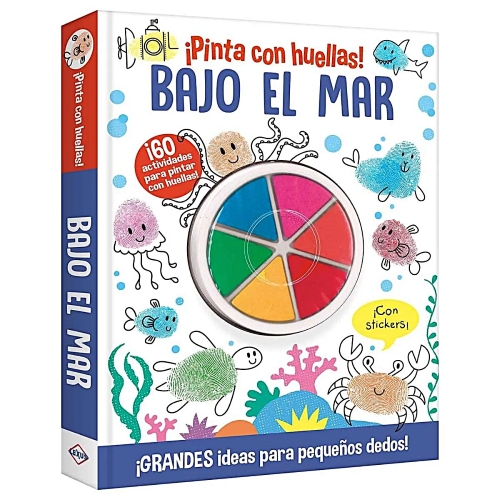 ¡Pinta con huellas!
BAJO EL MAR
¡60
actividades
para pintar
con huellas!
¡Con
stickers!
¡GRANDES ideas para pequeños dedos!
¡Pinta con huellas!
BAJO EL MAR
LEXUS